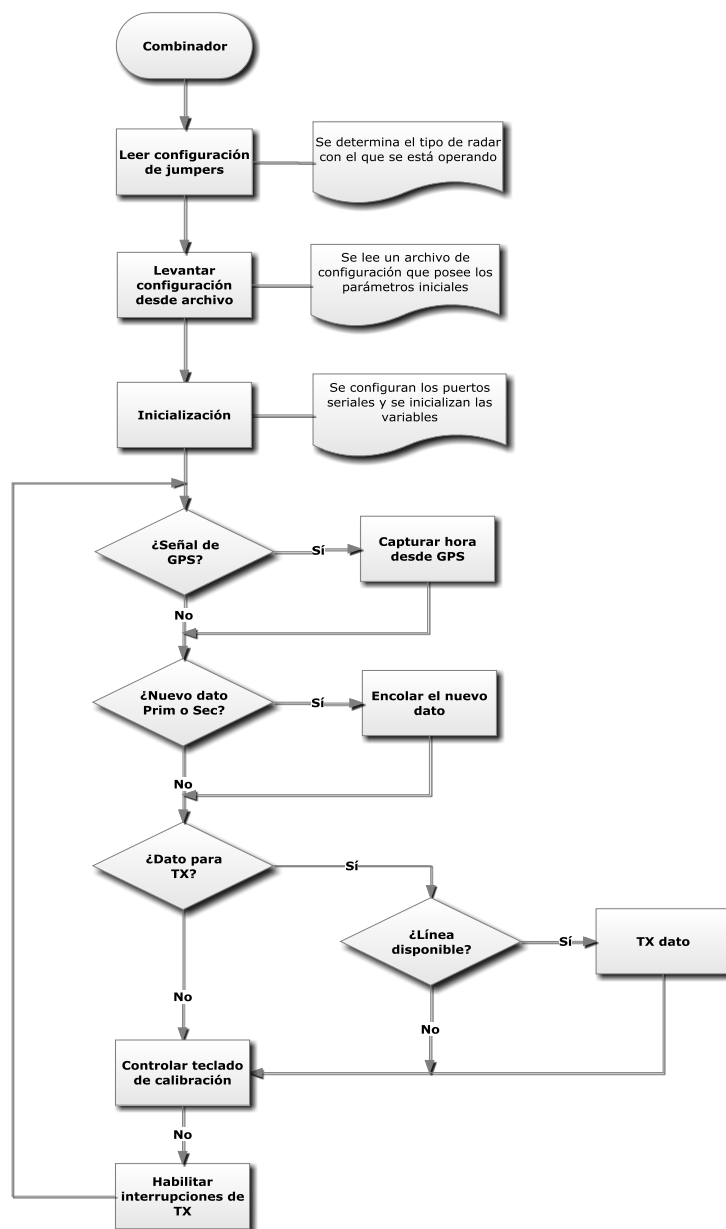 Combinador
Leer configuración
de jumpers
Se determina el tipo de radar
con el que se está operando
Levantar
configuración
desde archivo
Se lee un archivo de
configuración que posee los
parámetros iniciales
Inicialización
Se configuran los puertos
seriales y se inicializan las
variables
¿Señal de
GPS?
Sí
Capturar hora
desde GPS
No
¿Nuevo dato
Prim o Sec?
Sí
Encolar el nuevo
dato
No
¿Dato para
TX?
Sí
¿Línea
disponible?
Sí
TX dato
No
No
Controlar teclado
de calibración
No
Habilitar
interrupciones de
TX